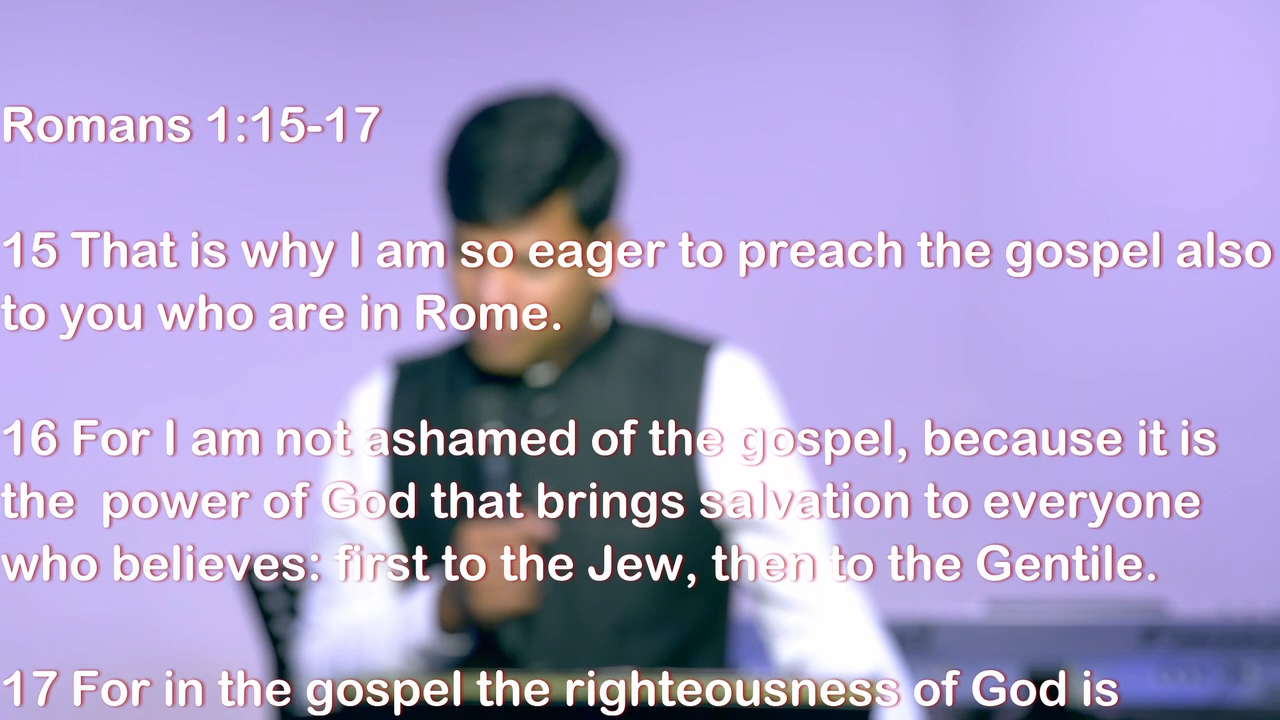 Romans 1:15-17
15 That is why I am so eager to preach the gospel also
to you who are in Rome.
16 For I am not ashamed of the gospel, because it is
the  power of God that brings salvation to everyone
who believes: first to the Jew, then to the Gentile.
17 For in the gospel the righteousness of God is